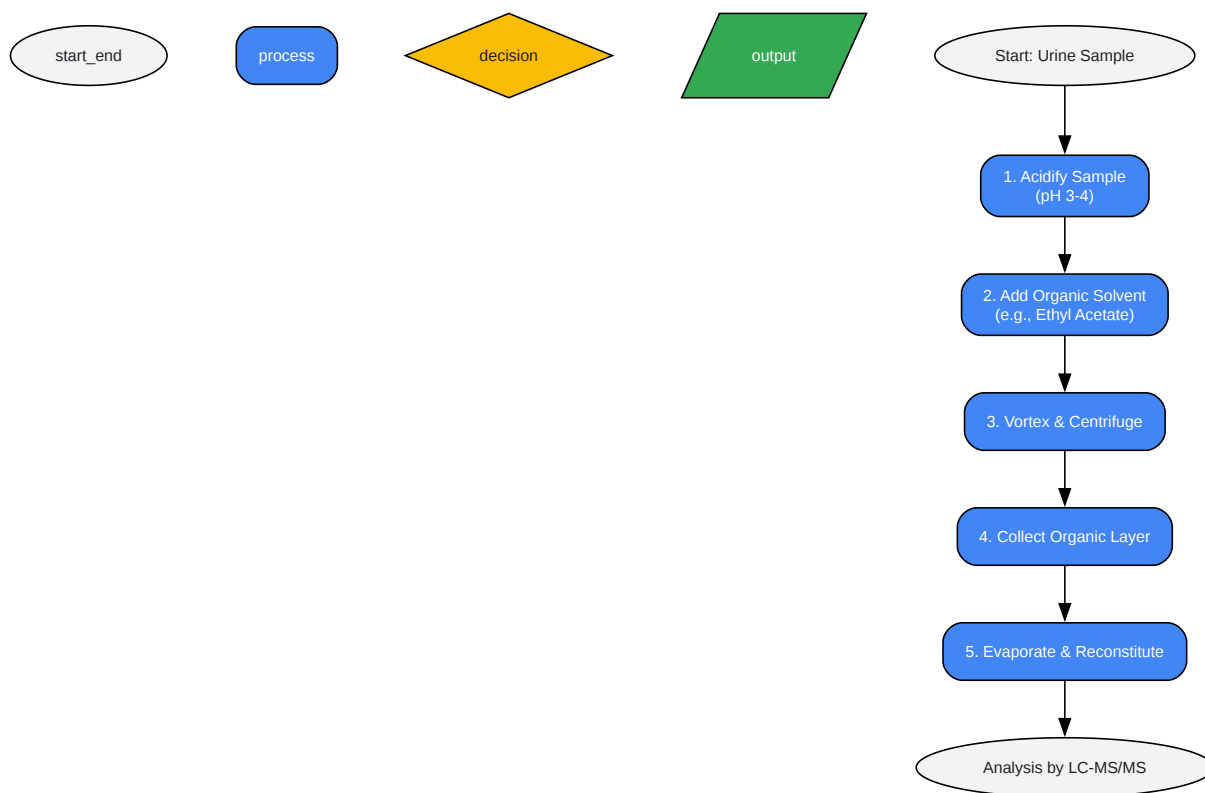 start_end
process
decision
output
Start: Urine Sample
1. Acidify Sample
(pH 3-4)
2. Add Organic Solvent
(e.g., Ethyl Acetate)
3. Vortex & Centrifuge
4. Collect Organic Layer
5. Evaporate & Reconstitute
Analysis by LC-MS/MS